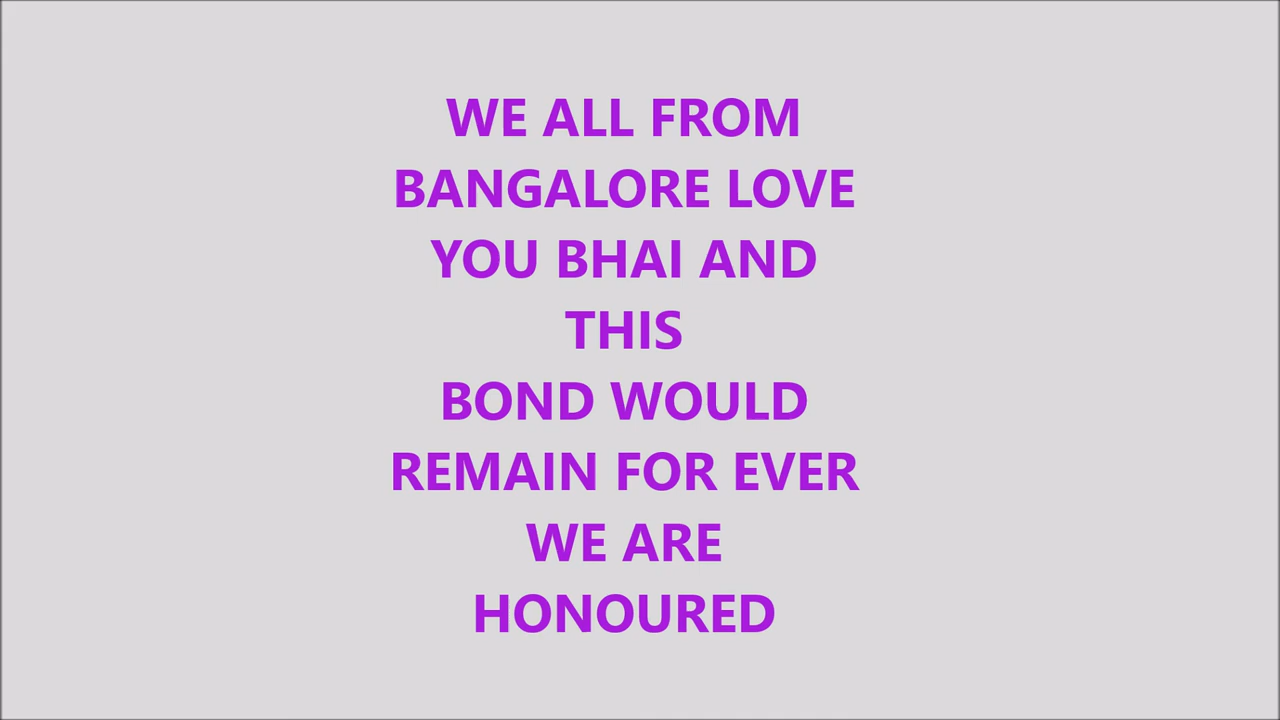 WE ALL FROM
BANGALORE LOVE
YOU BHAI AND
THIS
BOND WOULD
REMAIN FOR EVER
WE ARE
HONOURED